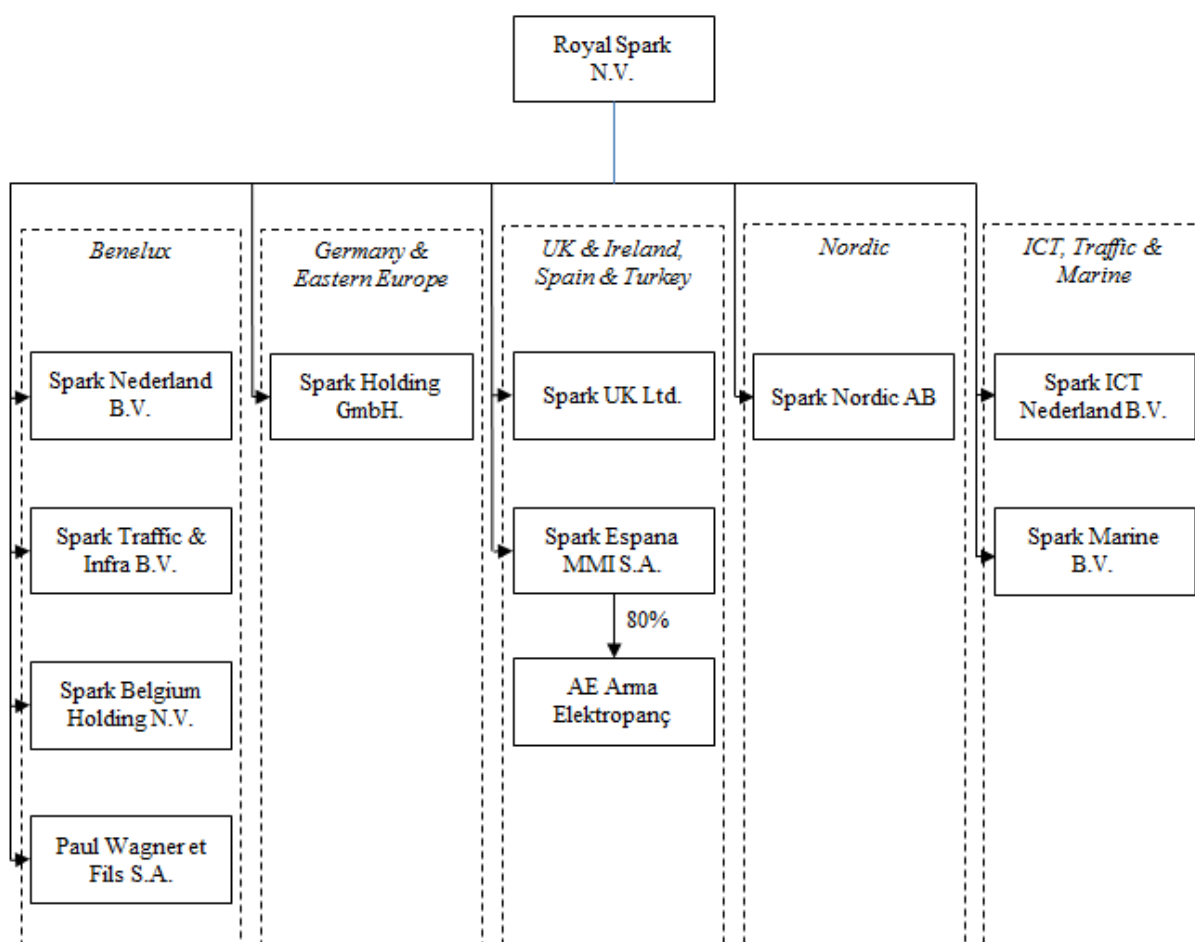 Royal Spark
N.V.
Benelux
Germany &
Eastern Europe
UK & Ireland,
Spain & Turkey
Nordic
ICT, Traffic &
Marine
Spark Nederland
B.V.
Spark Holding
GmbH.
Spark UK Ltd.
Spark Nordic AB
Spark ICT
Nederland B.V.
Spark Traffic &
Infra B.V.
Spark Espana
MMI S.A.
Spark Marine
B.V.
80%
Spark Belgium
Holding N.V.
AE Arma
Elektropanç
Paul Wagner et
Fils S.A.